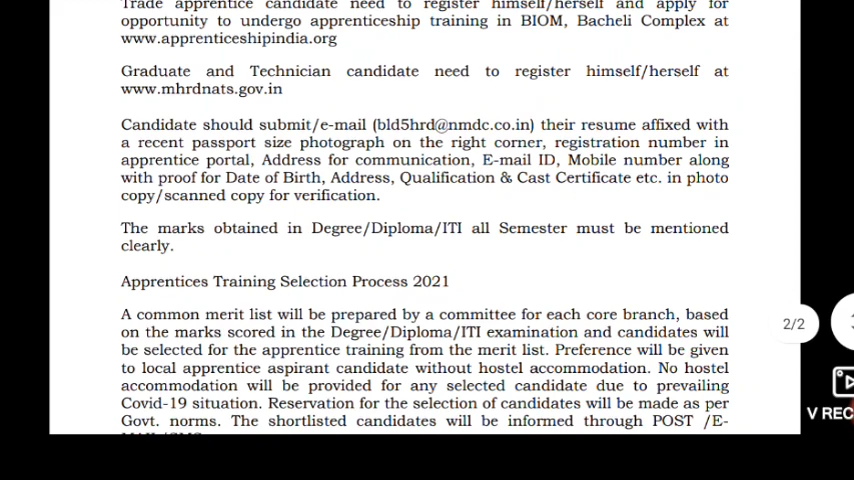 Trade apprentice candidate need to register himself/herself and apply for
opportunity to undergo apprenticeship training in BIOM, Bacheli Complex at
www.apprenticeshipindia.org
Graduate and Technician candidate need to register himself/herself at
www.mhrdnats.gov.in
Candidate should submit/e-mail (bld5hrd@nmdc.co.in) their resume affixed with
a recent passport size photograph on the right corner, registration number in
apprentice portal, Address for communication, E-mail ID, Mobile number along
with proof for Date of Birth, Address, Qualification & Cast Certificate etc. in photo
copy/scanned copy for verification.
The marks obtained in Degree/Diploma/ITI all Semester must be mentioned
clearly.
Apprentices Training Selection Process 2021
A common merit list will be prepared by a committee for each core branch, based
on the marks scored in the Degree/Diploma/ITI examination and candidates will
be selected for the apprentice training from the merit list. Preference will be given
2/2
to local apprentice aspirant candidate without hostel accommodation. No hostel
accommodation will be provided for any selected candidate due to prevailing
Covid-19 situation. Reservation for the selection of candidates will be made as per
Govt. norms. The shortlisted candidates will be informed through POST /E-
V REC